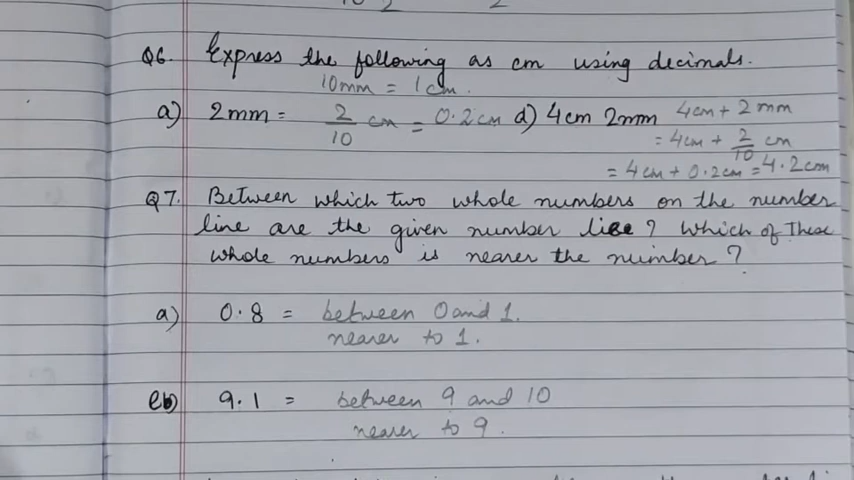 Q6. Express the following as cm using decimals.
10mm = 1cm.
a) 2mm = 2/10 cm = 0.2cm d) 4cm 2mm 4cm + 2mm
= 4cm + 2/10 cm
= 4cm + 0.2cm = 4.2cm
Q7. Between which two whole numbers on the number
line are the given number lie? Which of These
whole numbers is nearer the number?
a) 0.8 = between 0 and 1.
nearer to 1.
b) 9.1 = between 9 and 10
nearer to 9.